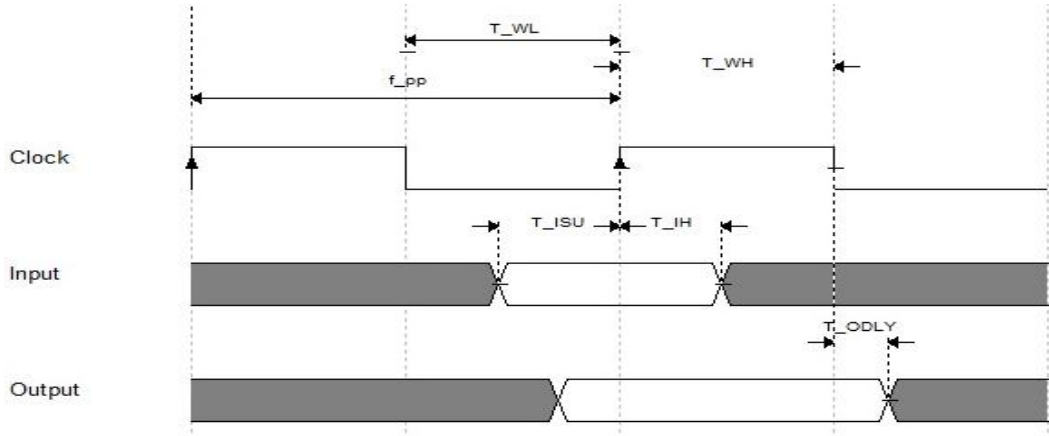 T_WL
T_WH
f_pp
Clock
T_ISU
T_IH
Input
T_ODLY
Output